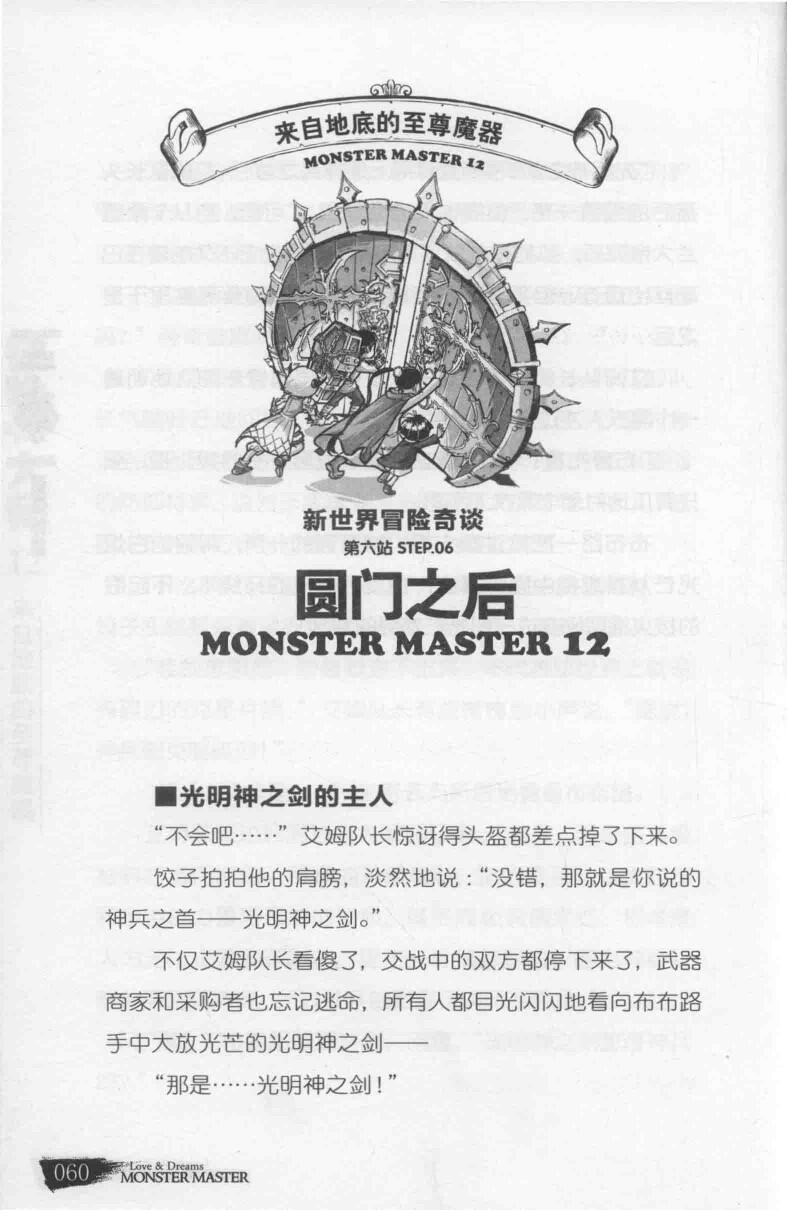 来自地底的至尊魔器
MONSTER MASTER 12
新世界冒险奇谈
第六站 STEP.06
圆门之后
MONSTER MASTER 12
■光明神之剑的主人
“不会吧……”艾姆队长惊讶得头盔都差点掉了下来。
饺子拍拍他的肩膀，淡然地说：“没错，那就是你说的
神兵之首——光明神之剑。”
不仅艾姆队长看傻了，交战中的双方都停下来了，武器
商家和采购者也忘记逃命，所有人都目光闪闪地看向布布路
手中大放光芒的光明神之剑——
“那是……光明神之剑！”
060
Love & Dreams
MONSTER MASTER